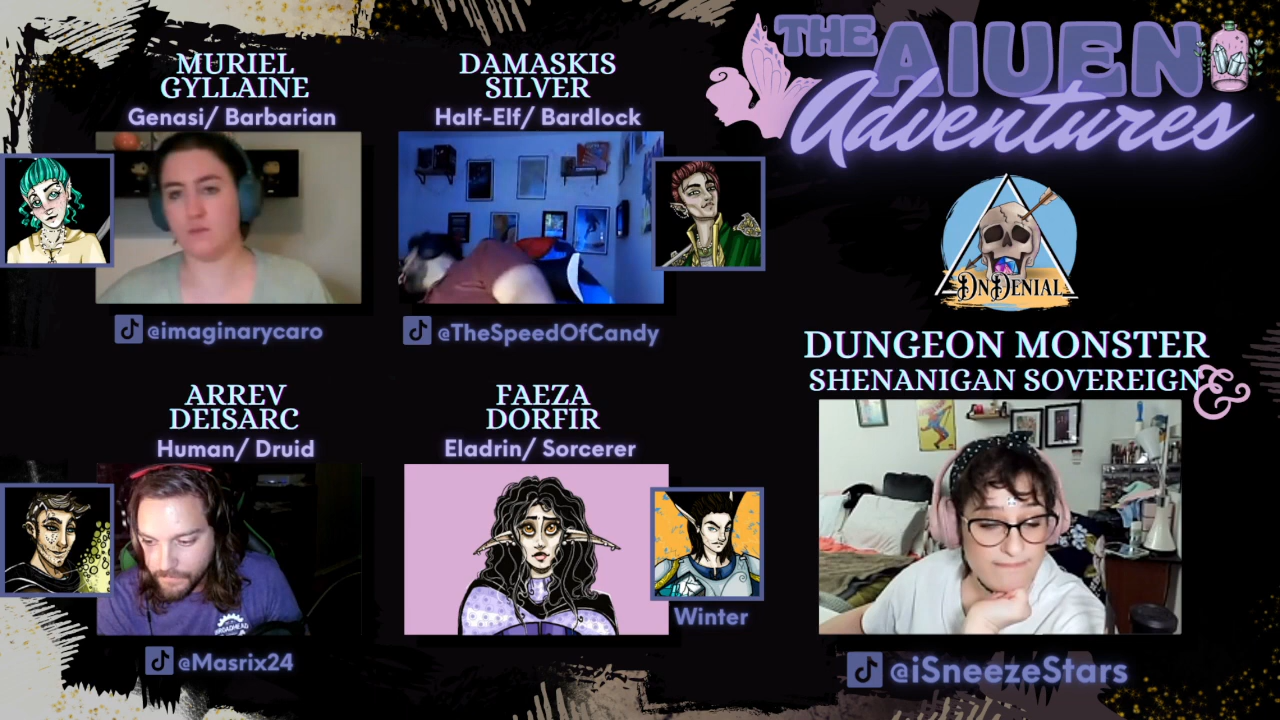 THE AIUEN
Adventures
MURIEL
GYLLAINE
Genasi/ Barbarian
@imaginarycaro
DAMASKIS
SILVER
Half-Elf/ Bardlock
@TheSpeedOfCandy
DNDENIAL
ARREV
DEISARC
Human/ Druid
BROADHEAD
@Masrix24
FAEZA
DORFIR
Eladrin/ Sorcerer
Winter
DUNGEON MONSTER
&
SHENANIGAN SOVEREIGN
@iSneezeStars